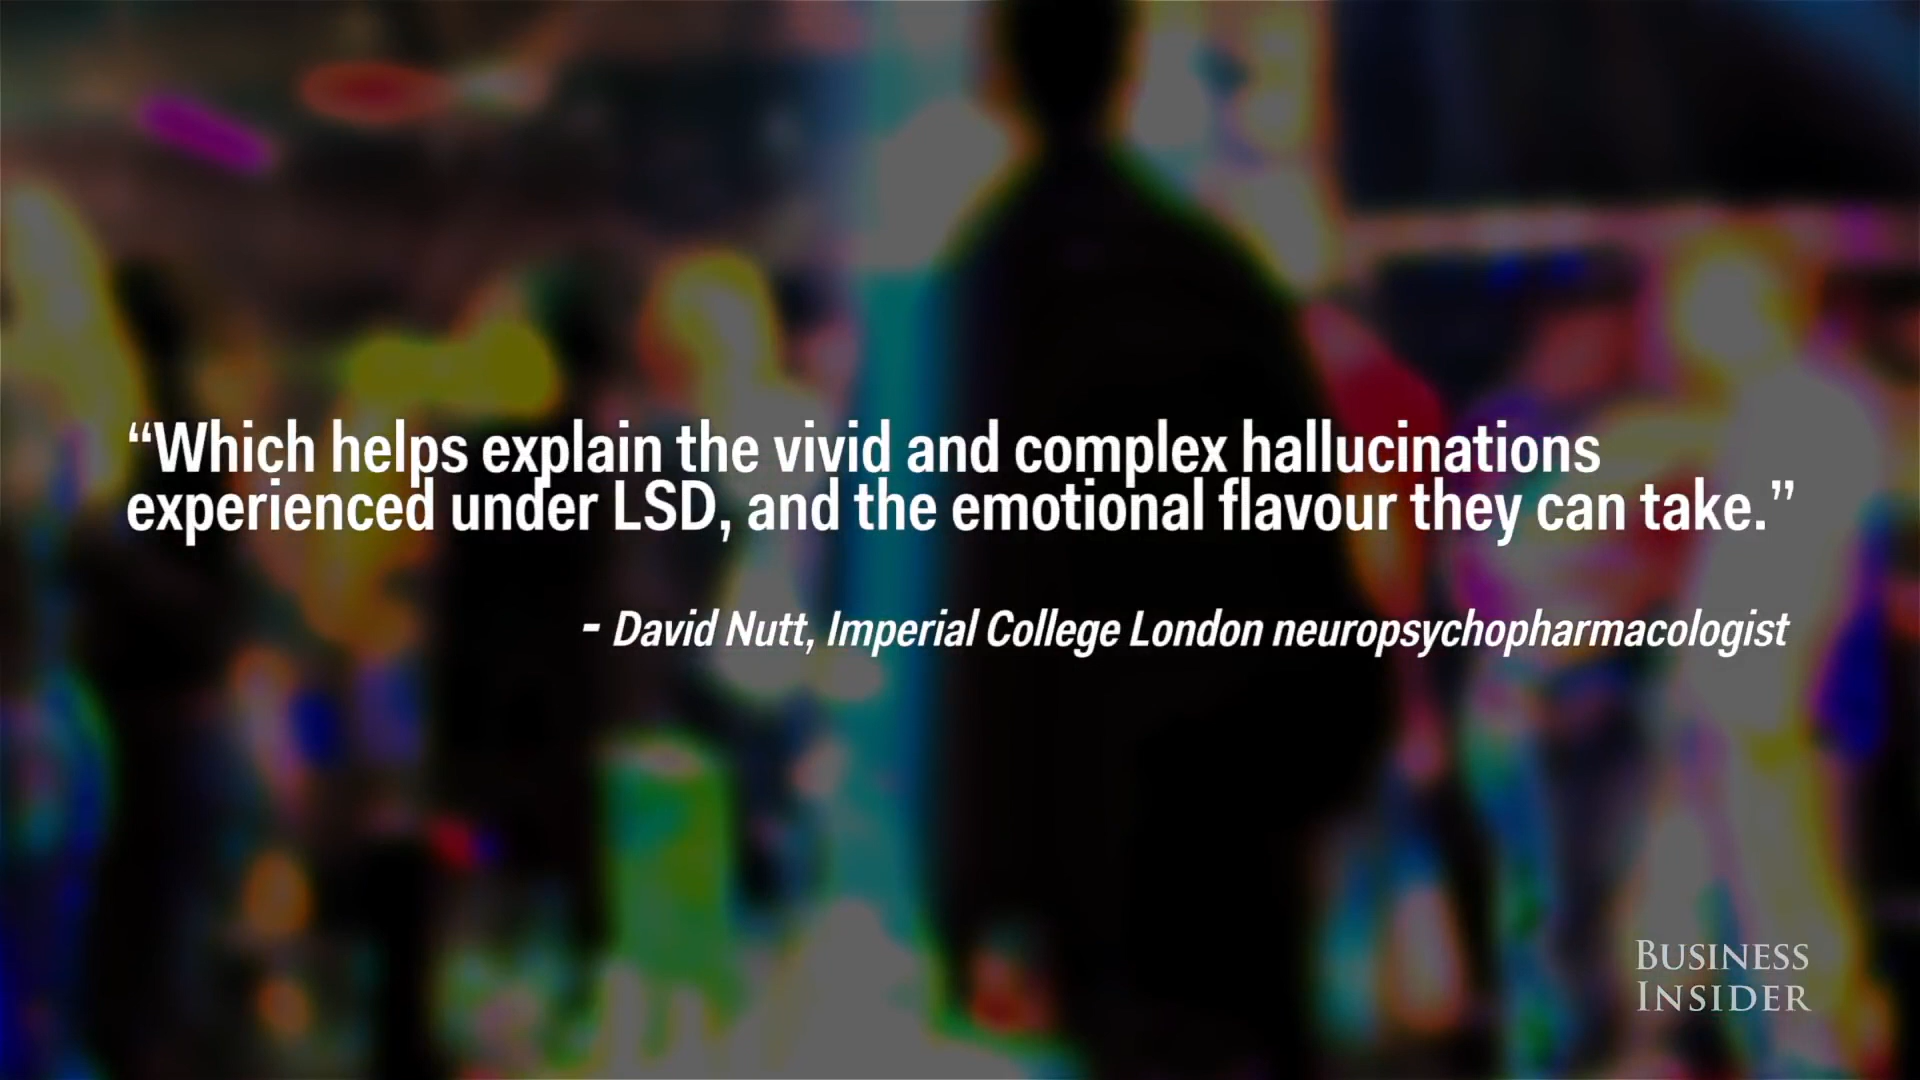 “Which helps explain the vivid and complex hallucinations
experienced under LSD, and the emotional flavour they can take.”
- David Nutt, Imperial College London neuropsychopharmacologist
BUSINESS
INSIDER